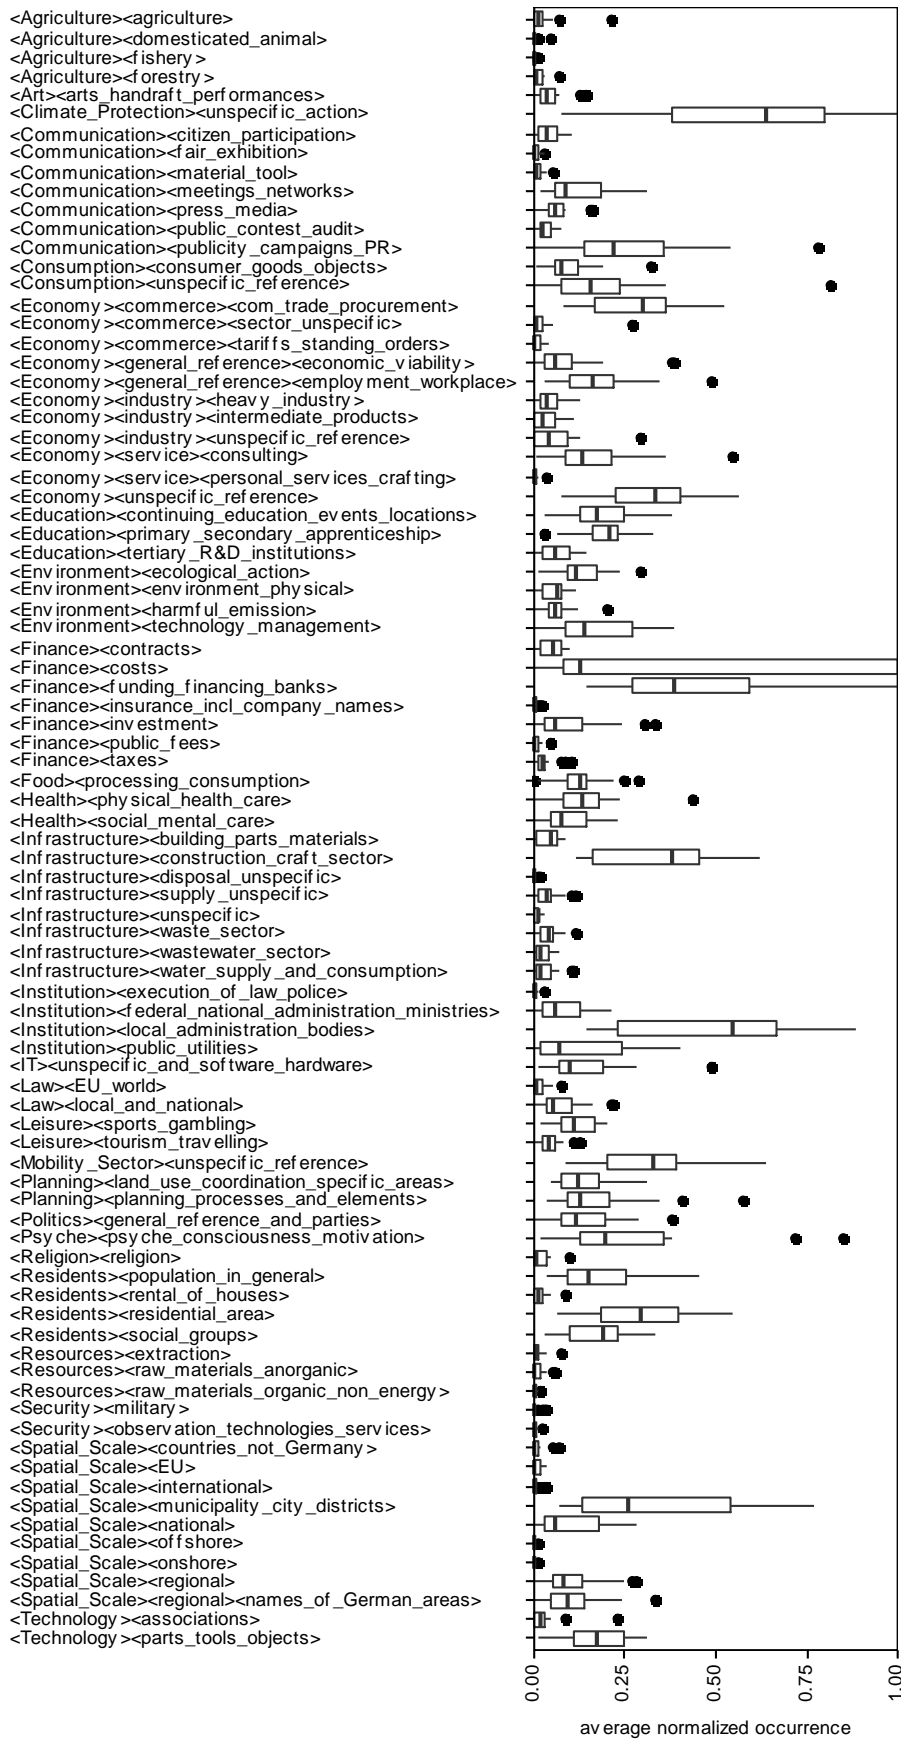 <Agriculture><agriculture>
<Agriculture><domesticated_animal>
<Agriculture><fishery>
<Agriculture><forestry>
<Art><arts_handraft_performances>
<Climate_Protection><unspecific_action>
<Communication><citizen_participation>
<Communication><fair_exhibition>
<Communication><material_tool>
<Communication><meetings_networks>
<Communication><press_media>
<Communication><public_contest_audit>
<Communication><publicity_campaigns_PR>
<Consumption><consumer_goods_objects>
<Consumption><unspecific_reference>
<Economy><commerce><com_trade_procurement>
<Economy><commerce><sector_unspecific>
<Economy><commerce><tariffs_standing_orders>
<Economy><general_reference><economic_viability>
<Economy><general_reference><employment_workplace>
<Economy><industry><heavy_industry>
<Economy><industry><intermediate_products>
<Economy><industry><unspecific_reference>
<Economy><service><consulting>
<Economy><service><personal_services_crafting>
<Economy><unspecific_reference>
<Education><continuing_education_events_locations>
<Education><primary_secondary_apprenticeship>
<Education><tertiary_R&D_institutions>
<Environment><ecological_action>
<Environment><environment_physical>
<Environment><harmful_emission>
<Environment><technology_management>
<Finance><contracts>
<Finance><costs>
<Finance><funding_financing_banks>
<Finance><insurance_incl_company_names>
<Finance><investment>
<Finance><public_fees>
<Finance><taxes>
<Food><processing_consumption>
<Health><physical_health_care>
<Health><social_mental_care>
<Infrastructure><building_parts_materials>
<Infrastructure><construction_craft_sector>
<Infrastructure><disposal_unspecific>
<Infrastructure><supply_unspecific>
<Infrastructure><unspecific>
<Infrastructure><waste_sector>
<Infrastructure><wastewater_sector>
<Infrastructure><water_supply_and_consumption>
<Institution><execution_of_law_police>
<Institution><federal_national_administration_ministries>
<Institution><local_administration_bodies>
<Institution><public_utilities>
<IT><unspecific_and_software_hardware>
<Law><EU_world>
<Law><local_and_national>
<Leisure><sports_gambling>
<Leisure><tourism_travelling>
<Mobility_Sector><unspecific_reference>
<Planning><land_use_coordination_specific_areas>
<Planning><planning_processes_and_elements>
<Politics><general_reference_and_parties>
<Psyche><psyche_consciousness_motivation>
<Religion><religion>
<Residents><population_in_general>
<Residents><rental_of_houses>
<Residents><residential_area>
<Residents><social_groups>
<Resources><extraction>
<Resources><raw_materials_anorganic>
<Resources><raw_materials_organic_non_energy>
<Security><military>
<Security><observation_technologies_services>
<Spatial_Scale><countries_not_Germany>
<Spatial_Scale><EU>
<Spatial_Scale><international>
<Spatial_Scale><municipality_city_districts>
<Spatial_Scale><national>
<Spatial_Scale><offshore>
<Spatial_Scale><onshore>
<Spatial_Scale><regional>
<Spatial_Scale><regional><names_of_German_areas>
<Technology><associations>
<Technology><parts_tools_objects>
0.00 0.25 0.50 0.75 1.00
average normalized occurrence